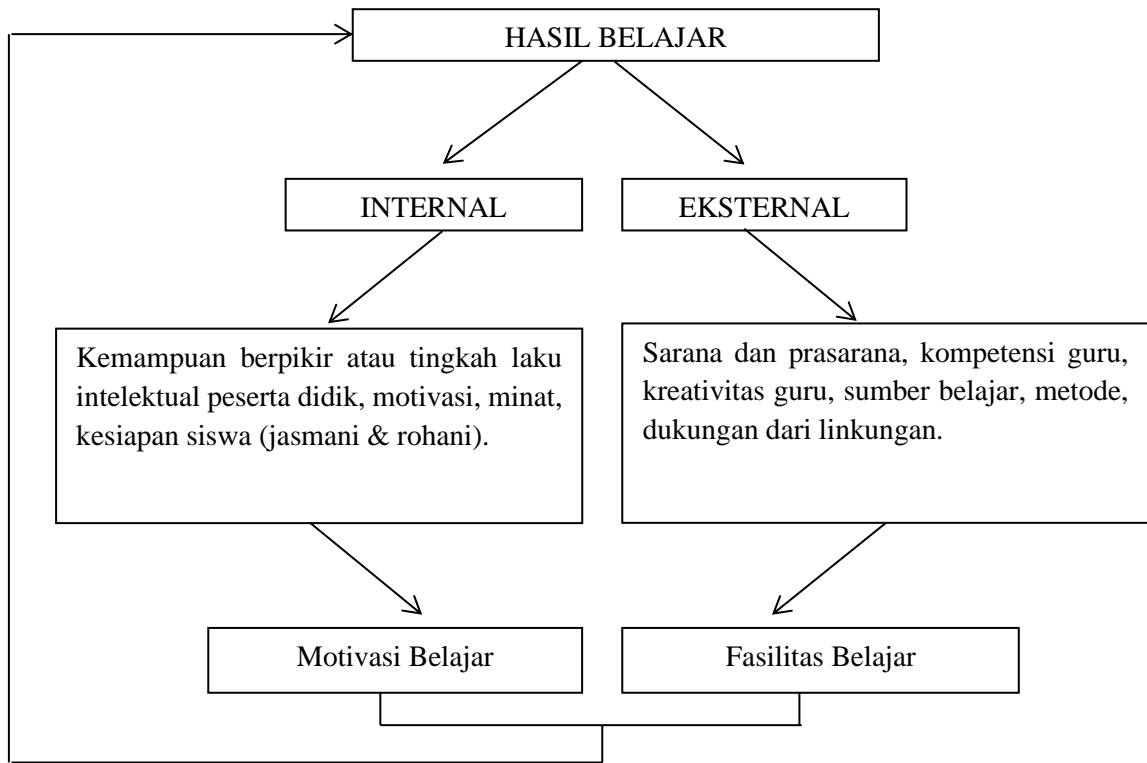 HASIL BELAJAR
INTERNAL
EKSTERNAL
Kemampuan berpikir atau tingkah laku
intelektual peserta didik, motivasi, minat,
kesiapan siswa (jasmani & rohani).
Sarana dan prasarana, kompetensi guru,
kreativitas guru, sumber belajar, metode,
dukungan dari linkungan.
Motivasi Belajar
Fasilitas Belajar